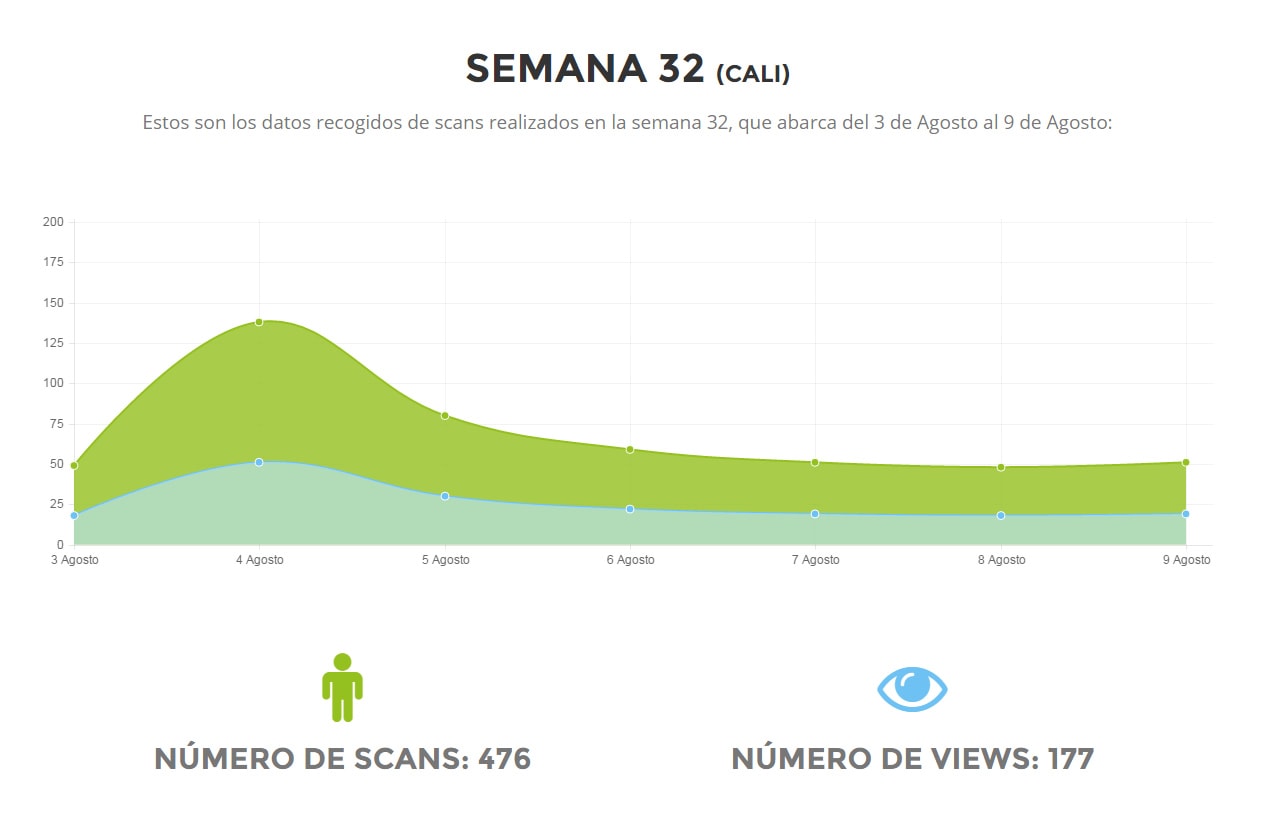 SEMANA 32 (CALI)
Estos son los datos recogidos de scans realizados en la semana 32, que abarca del 3 de Agosto al 9 de Agosto:
200
175
150
125
100
75
50
25
0
3 Agosto 4 Agosto 5 Agosto 6 Agosto 7 Agosto 8 Agosto 9 Agosto
NÚMERO DE SCANS: 476
NÚMERO DE VIEWS: 177